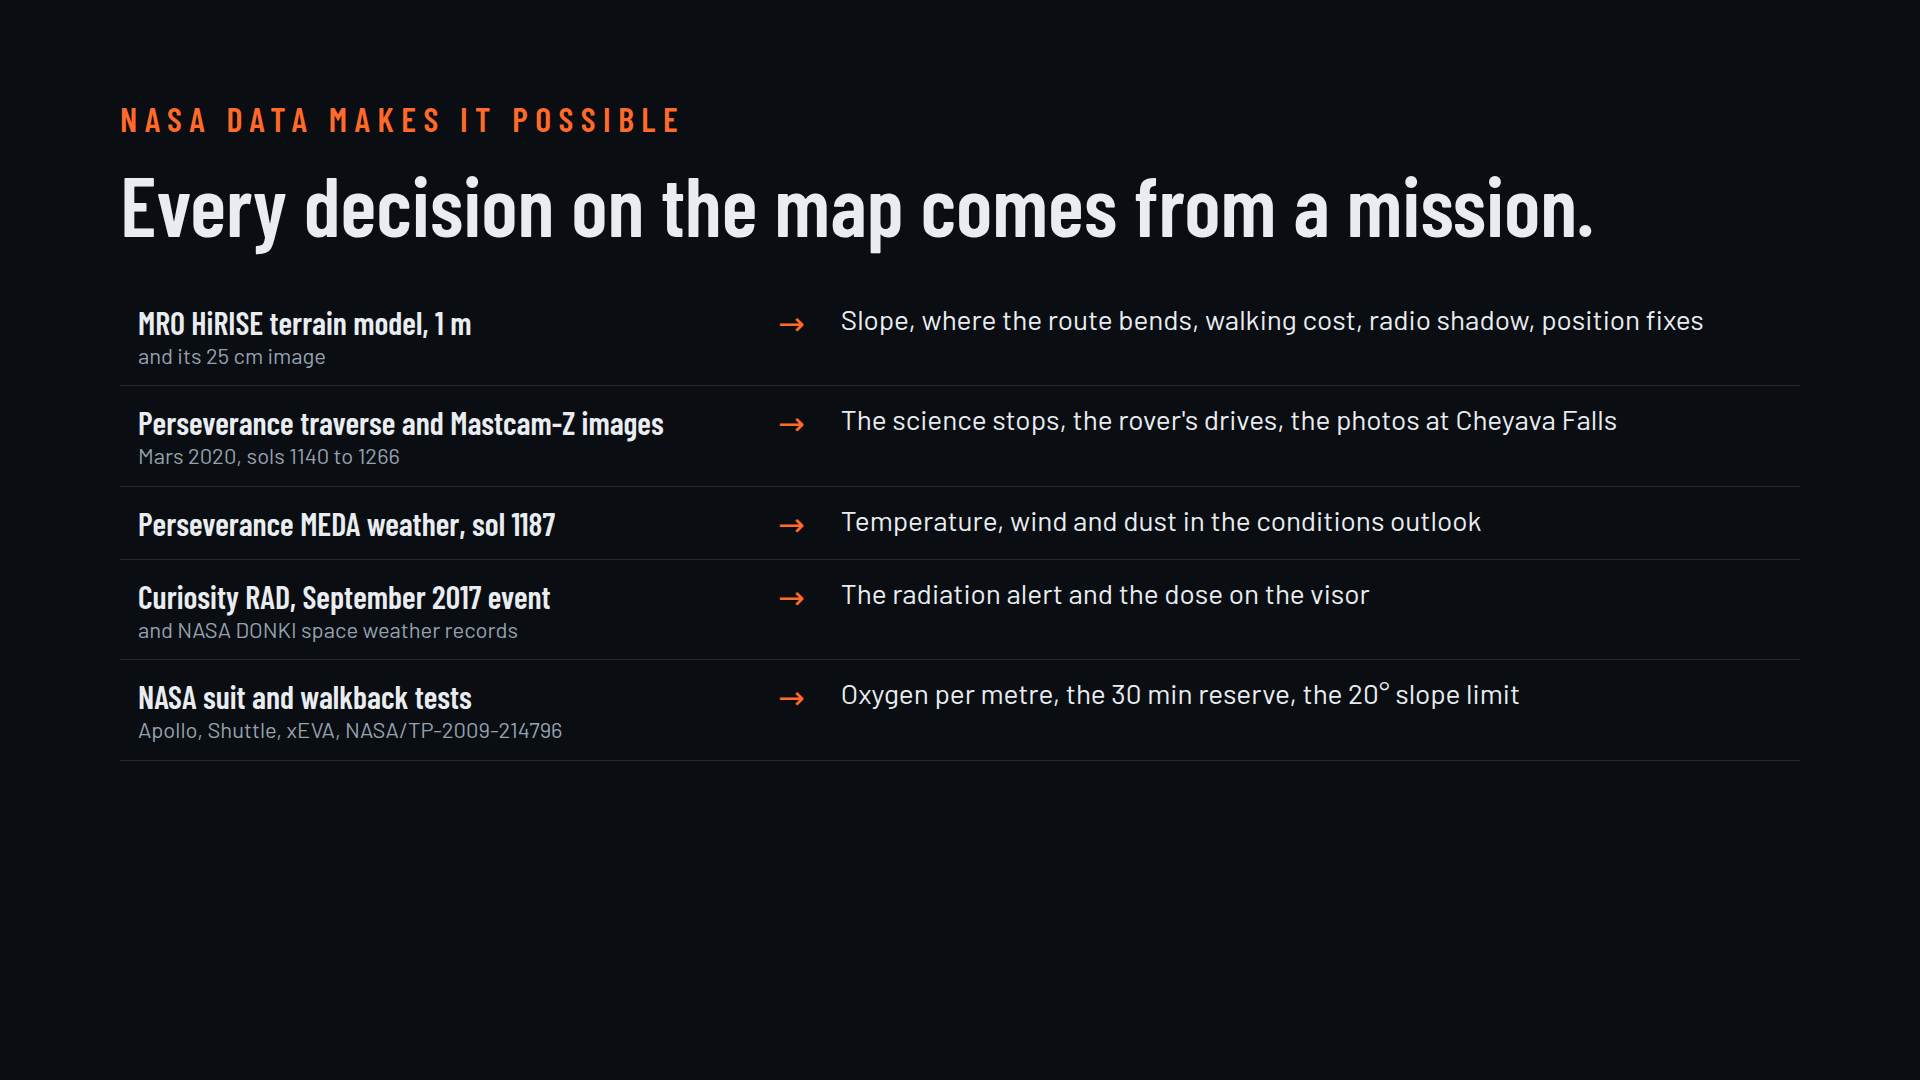 NASA DATA MAKES IT POSSIBLE
Every decision on the map comes from a mission.
MRO HiRISE terrain model, 1 m
and its 25 cm image
→
Slope, where the route bends, walking cost, radio shadow, position fixes
Perseverance traverse and Mastcam-Z images
Mars 2020, sols 1140 to 1266
→
The science stops, the rover's drives, the photos at Cheyava Falls
Perseverance MEDA weather, sol 1187
→
Temperature, wind and dust in the conditions outlook
Curiosity RAD, September 2017 event
and NASA DONKI space weather records
→
The radiation alert and the dose on the visor
NASA suit and walkback tests
Apollo, Shuttle, xEVA, NASA/TP-2009-214796
→
Oxygen per metre, the 30 min reserve, the 20° slope limit